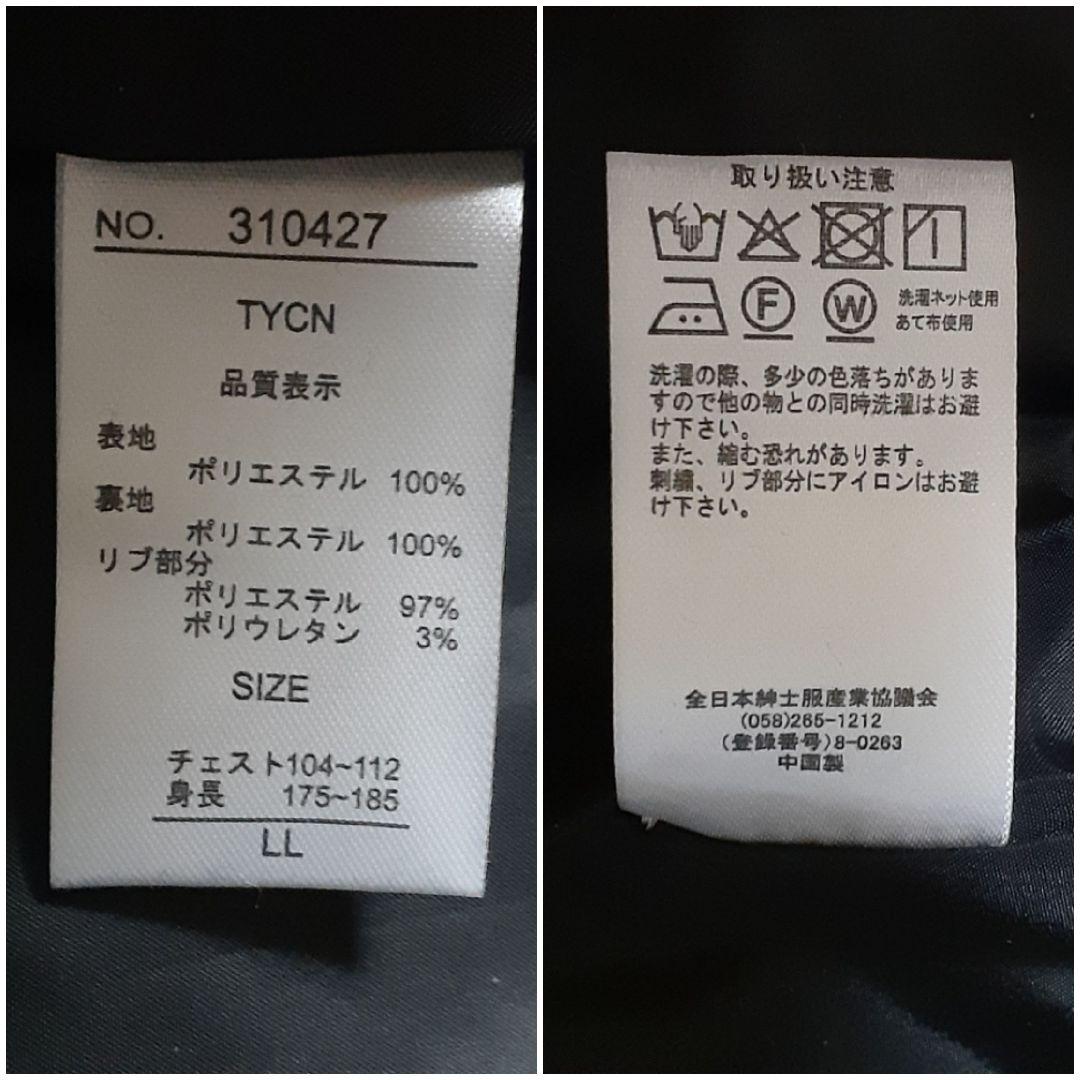 NO. 310427
TYCN
品質表示
表地
ポリエステル 100%
裏地
ポリエステル 100%
リブ部分
ポリエステル 97%
ポリウレタン 3%
SIZE
チェスト104~112
身長 175~185
LL
取り扱い注意
F W 洗濯ネット使用
あて布使用
洗濯の際、多少の色落ちがありま
すので他の物との同時洗濯はお避
け下さい。
また、縮む恐れがあります。
刺繍、リブ部分にアイロンはお避
け下さい。
全日本紳士服産業協議会
(058)265-1212
(登録番号)8-0263
中国製